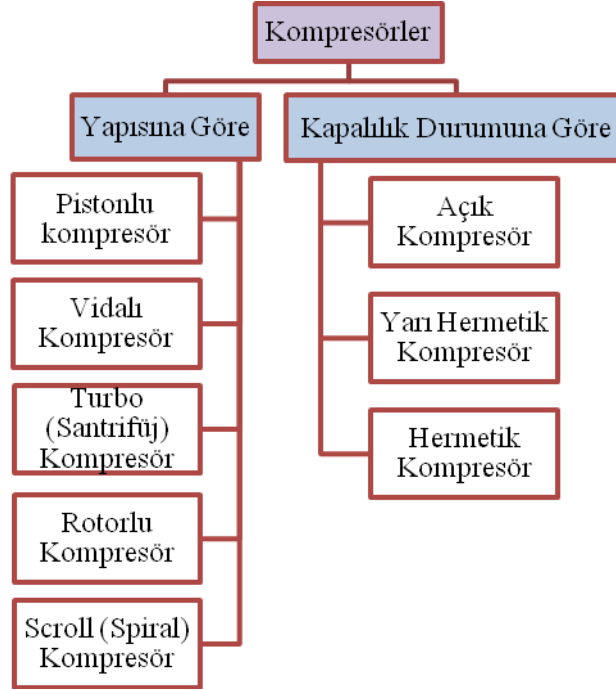 Kompresörler
Yapısına Göre
Pistonlu
kompresör
Vidalı
Kompresör
Turbo
(Santrifüj)
Kompresör
Rotorlu
Kompresör
Scroll (Spiral)
Kompresör
Kapalılık Durumuna Göre
Açık
Kompresör
Yarı Hermetik
Kompresör
Hermetik
Kompresör